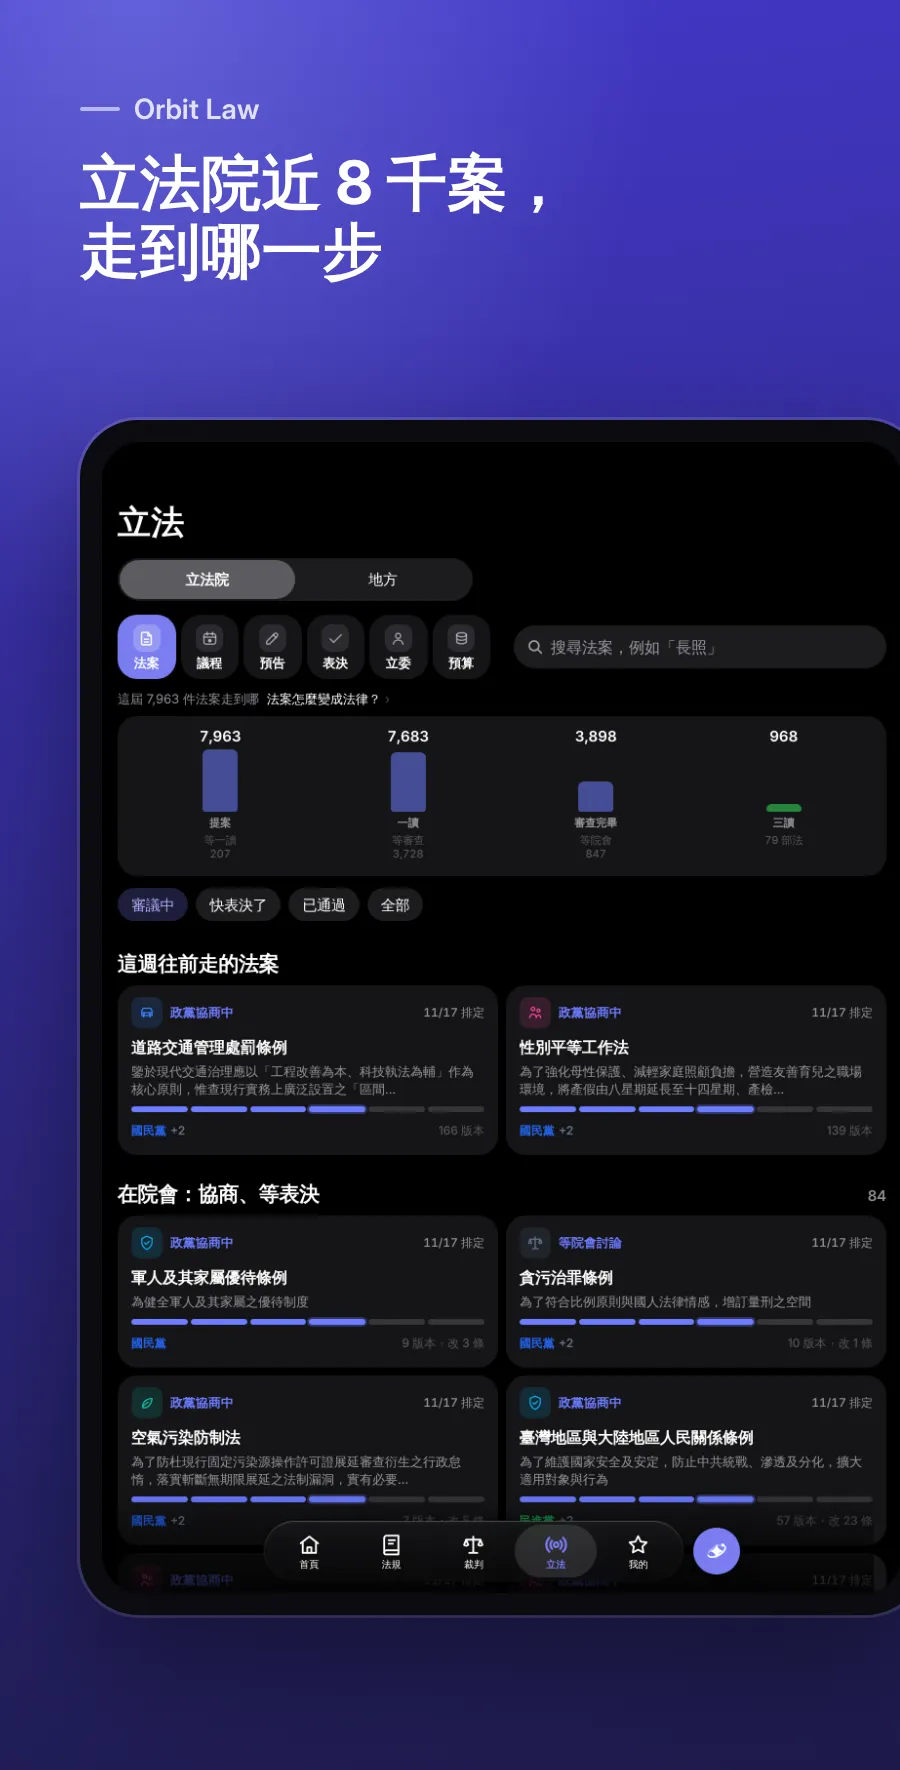 Orbit Law
立法院近 8 千案，
走到哪一步
立法
立法院
地方
法案
議程
預告
表決
立委
預算
搜尋法案，例如「長照」
這屆 7,963 件法案走到哪 法案怎麼變成法律？ ›
7,963
7,683
3,898
968
提案
一讀
審查完畢
三讀
等一讀
等審查
等院會
79 部法
207
3,728
847
審議中
快表決了
已通過
全部
這週往前走的法案
政黨協商中
11/17 排定
道路交通管理處罰條例
鑒於現代交通治理應以「工程改善為本、科技執法為輔」作為
核心原則，惟查現行實務上廣泛設置之「區間...
國民黨 +2
166 版本
政黨協商中
11/17 排定
性別平等工作法
為了強化母性保護、減輕家庭照顧負擔，營造友善育兒之職場
環境，將產假由八星期延長至十四星期、產檢...
國民黨 +2
139 版本
在院會：協商、等表決
84
政黨協商中
11/17 排定
軍人及其家屬優待條例
為健全軍人及其家屬之優待制度
國民黨
9 版本 · 改 3 條
等院會討論
11/17 排定
貪污治罪條例
為了符合比例原則與國人法律情感，增訂量刑之空間
國民黨 +2
10 版本 · 改 1 條
政黨協商中
11/17 排定
空氣污染防制法
為了防杜現行固定污染源操作許可證展延審查衍生之行政怠
惰，落實斬斷無期限展延之法制漏洞，實有必要...
國民黨 +2
7 版本 · 改 5 條
政黨協商中
11/17 排定
臺灣地區與大陸地區人民關係條例
為了維護國家安全及安定，防止中共統戰、滲透及分化，擴大
適用對象與行為
民進黨 +2
57 版本 · 改 23 條
政黨協商中
11/17 排定
首頁
法規
裁判
立法
我的